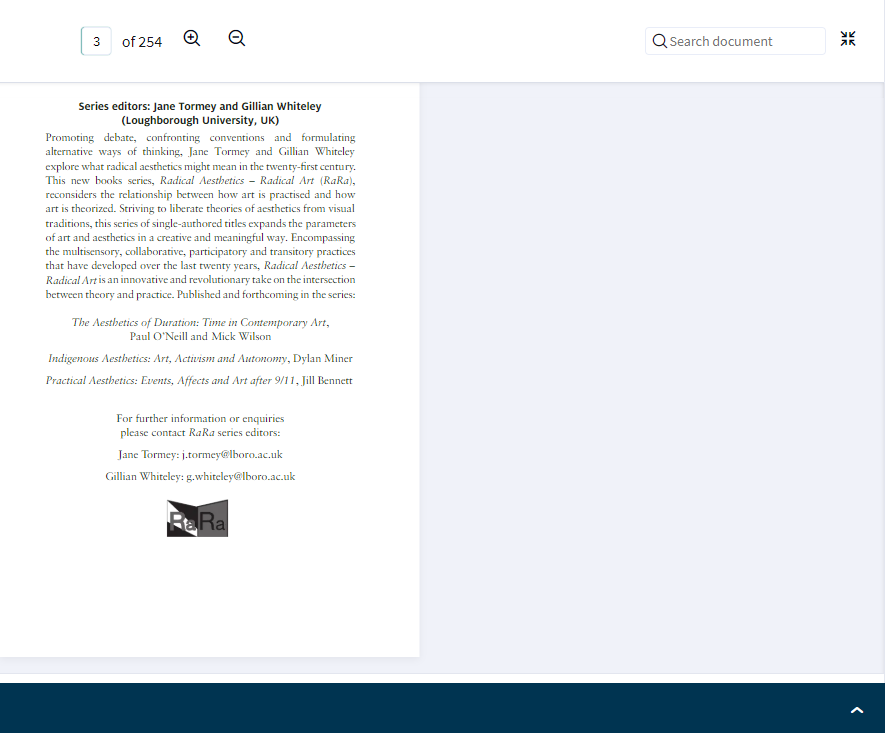 3 of 254
Search document
Series editors: Jane Tormey and Gillian Whiteley
(Loughborough University, UK)
Promoting debate, confronting conventions and formulating
alternative ways of thinking, Jane Tormey and Gillian Whiteley
explore what radical aesthetics might mean in the twenty-first century.
This new books series, Radical Aesthetics – Radical Art (RaRa),
reconsiders the relationship between how art is practised and how
art is theorized. Striving to liberate theories of aesthetics from visual
traditions, this series of single-authored titles expands the parameters
of art and aesthetics in a creative and meaningful way. Encompassing
the multisensory, collaborative, participatory and transitory practices
that have developed over the last twenty years, Radical Aesthetics –
Radical Art is an innovative and revolutionary take on the intersection
between theory and practice. Published and forthcoming in the series:
The Aesthetics of Duration: Time in Contemporary Art,
Paul O'Neill and Mick Wilson
Indigenous Aesthetics: Art, Activism and Autonomy, Dylan Miner
Practical Aesthetics: Events, Affects and Art after 9/11, Jill Bennett
For further information or enquiries
please contact RaRa series editors:
Jane Tormey: j.tormey@lboro.ac.uk
Gillian Whiteley: g.whiteley@lboro.ac.uk
RaRa